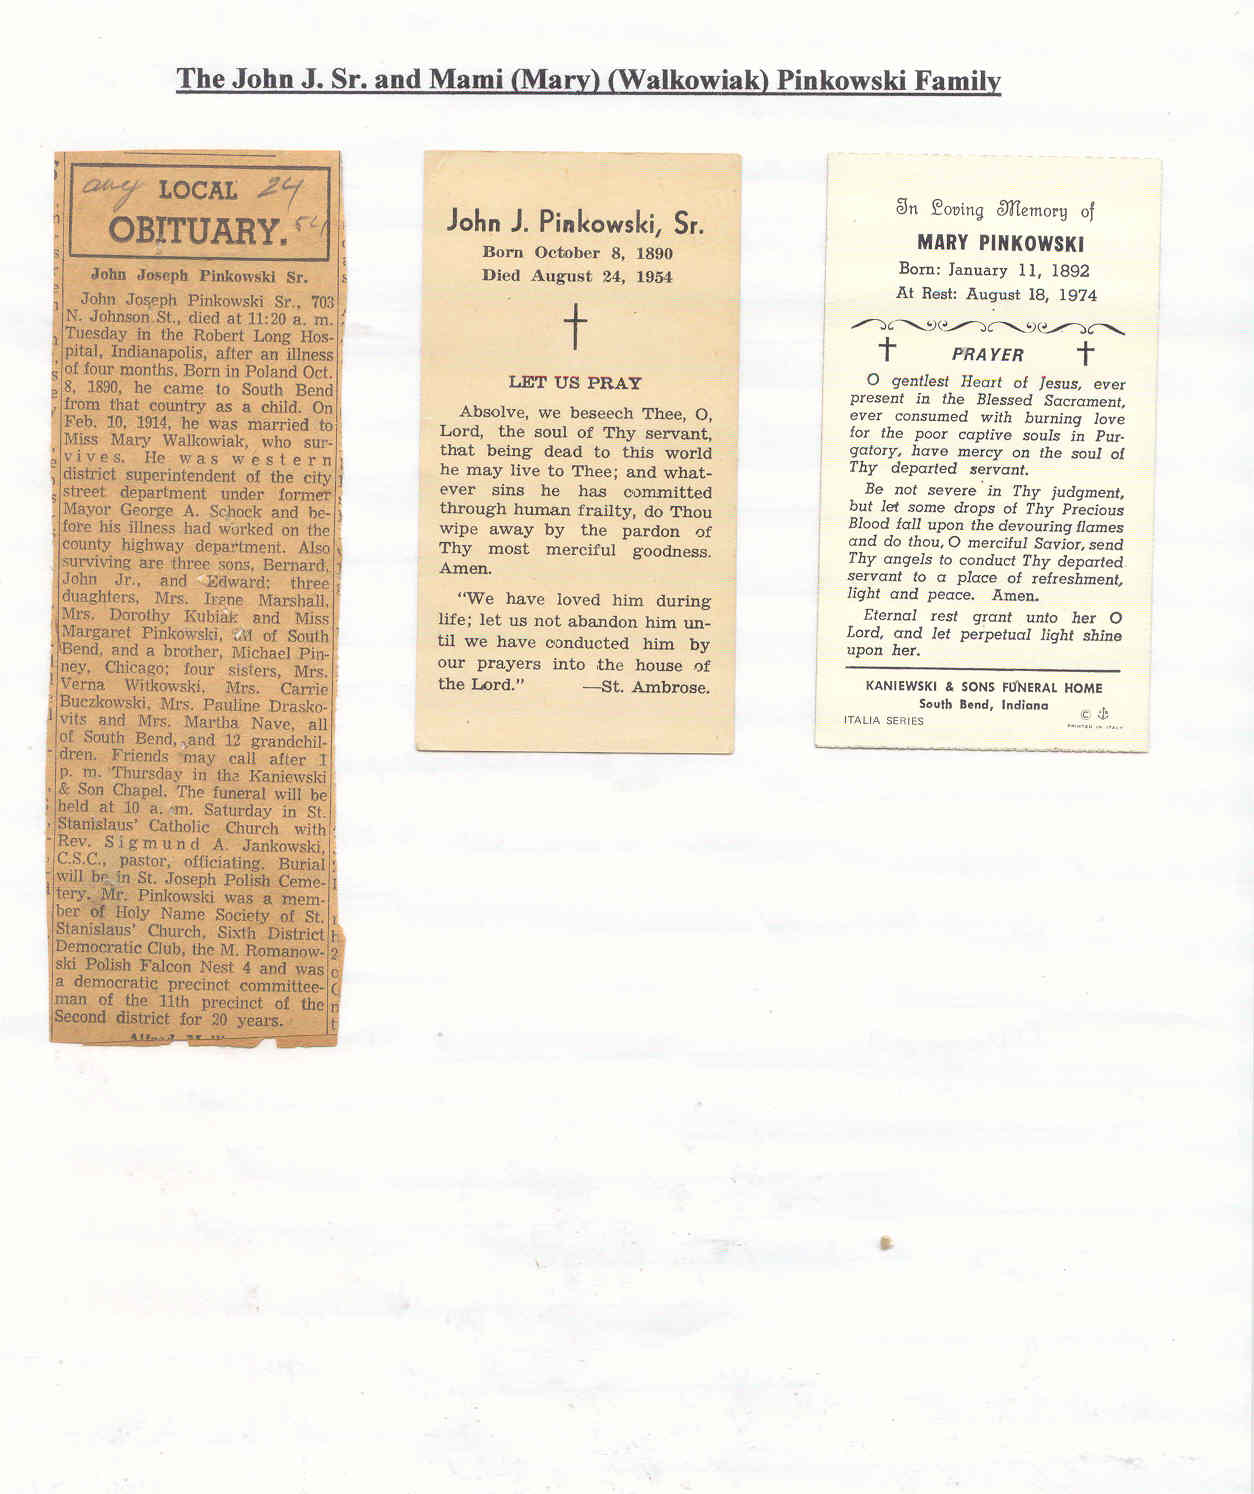 The John J. Sr. and Mami (Mary) (Walkowiak) Pinkowski Family
aug LOCAL 24
OBITUARY. 54
John Joseph Pinkowski Sr.
John Joseph Pinkowski Sr., 703
N. Johnson St., died at 11:20 a. m.
Tuesday in the Robert Long Hos-
pital, Indianapolis, after an illness
of four months. Born in Poland Oct.
8, 1890, he came to South Bend
from that country as a child. On
Feb. 10, 1914, he was married to
Miss Mary Walkowiak, who sur-
vives. He was western
district superintendent of the city
street department under former
Mayor George A. Schock and be-
fore his illness had worked on the
county highway department. Also
surviving are three sons, Bernard,
John Jr., and Edward; three
duaghters, Mrs. Irene Marshall,
Mrs. Dorothy Kubiak and Miss
Margaret Pinkowski, all of South
Bend, and a brother, Michael Pin-
ney, Chicago; four sisters, Mrs.
Verna Witkowski, Mrs. Carrie
Buczkowski, Mrs. Pauline Drasko-
vits and Mrs. Martha Nave, all
of South Bend, and 12 grandchil-
dren. Friends may call after 1
p. m. Thursday in the Kaniewski
& Son Chapel. The funeral will be
held at 10 a. m. Saturday in St.
Stanislaus' Catholic Church with
Rev. Sigmund A. Jankowski,
C.S.C., pastor, officiating. Burial
will be in St. Joseph Polish Ceme-
tery. Mr. Pinkowski was a mem-
ber of Holy Name Society of St.
Stanislaus' Church, Sixth District
Democratic Club, the M. Romanow-
ski Polish Falcon Nest 4 and was
a democratic precinct committee-
man of the 11th precinct of the
Second district for 20 years.
John J. Pinkowski, Sr.
Born October 8, 1890
Died August 24, 1954
LET US PRAY
Absolve, we beseech Thee, O,
Lord, the soul of Thy servant,
that being dead to this world
he may live to Thee; and what-
ever sins he has committed
through human frailty, do Thou
wipe away by the pardon of
Thy most merciful goodness.
Amen.
"We have loved him during
life; let us not abandon him un-
til we have conducted him by
our prayers into the house of
the Lord." —St. Ambrose.
In Loving Memory of
MARY PINKOWSKI
Born: January 11, 1892
At Rest: August 18, 1974
PRAYER
O gentlest Heart of Jesus, ever
present in the Blessed Sacrament,
ever consumed with burning love
for the poor captive souls in Pur-
gatory, have mercy on the soul of
Thy departed servant.
Be not severe in Thy judgment,
but let some drops of Thy Precious
Blood fall upon the devouring flames
and do thou, O merciful Savior, send
Thy angels to conduct Thy departed
servant to a place of refreshment,
light and peace. Amen.
Eternal rest grant unto her O
Lord, and let perpetual light shine
upon her.
KANIEWSKI & SONS FUNERAL HOME
South Bend, Indiana
ITALIA SERIES ©
PRINTED IN ITALY